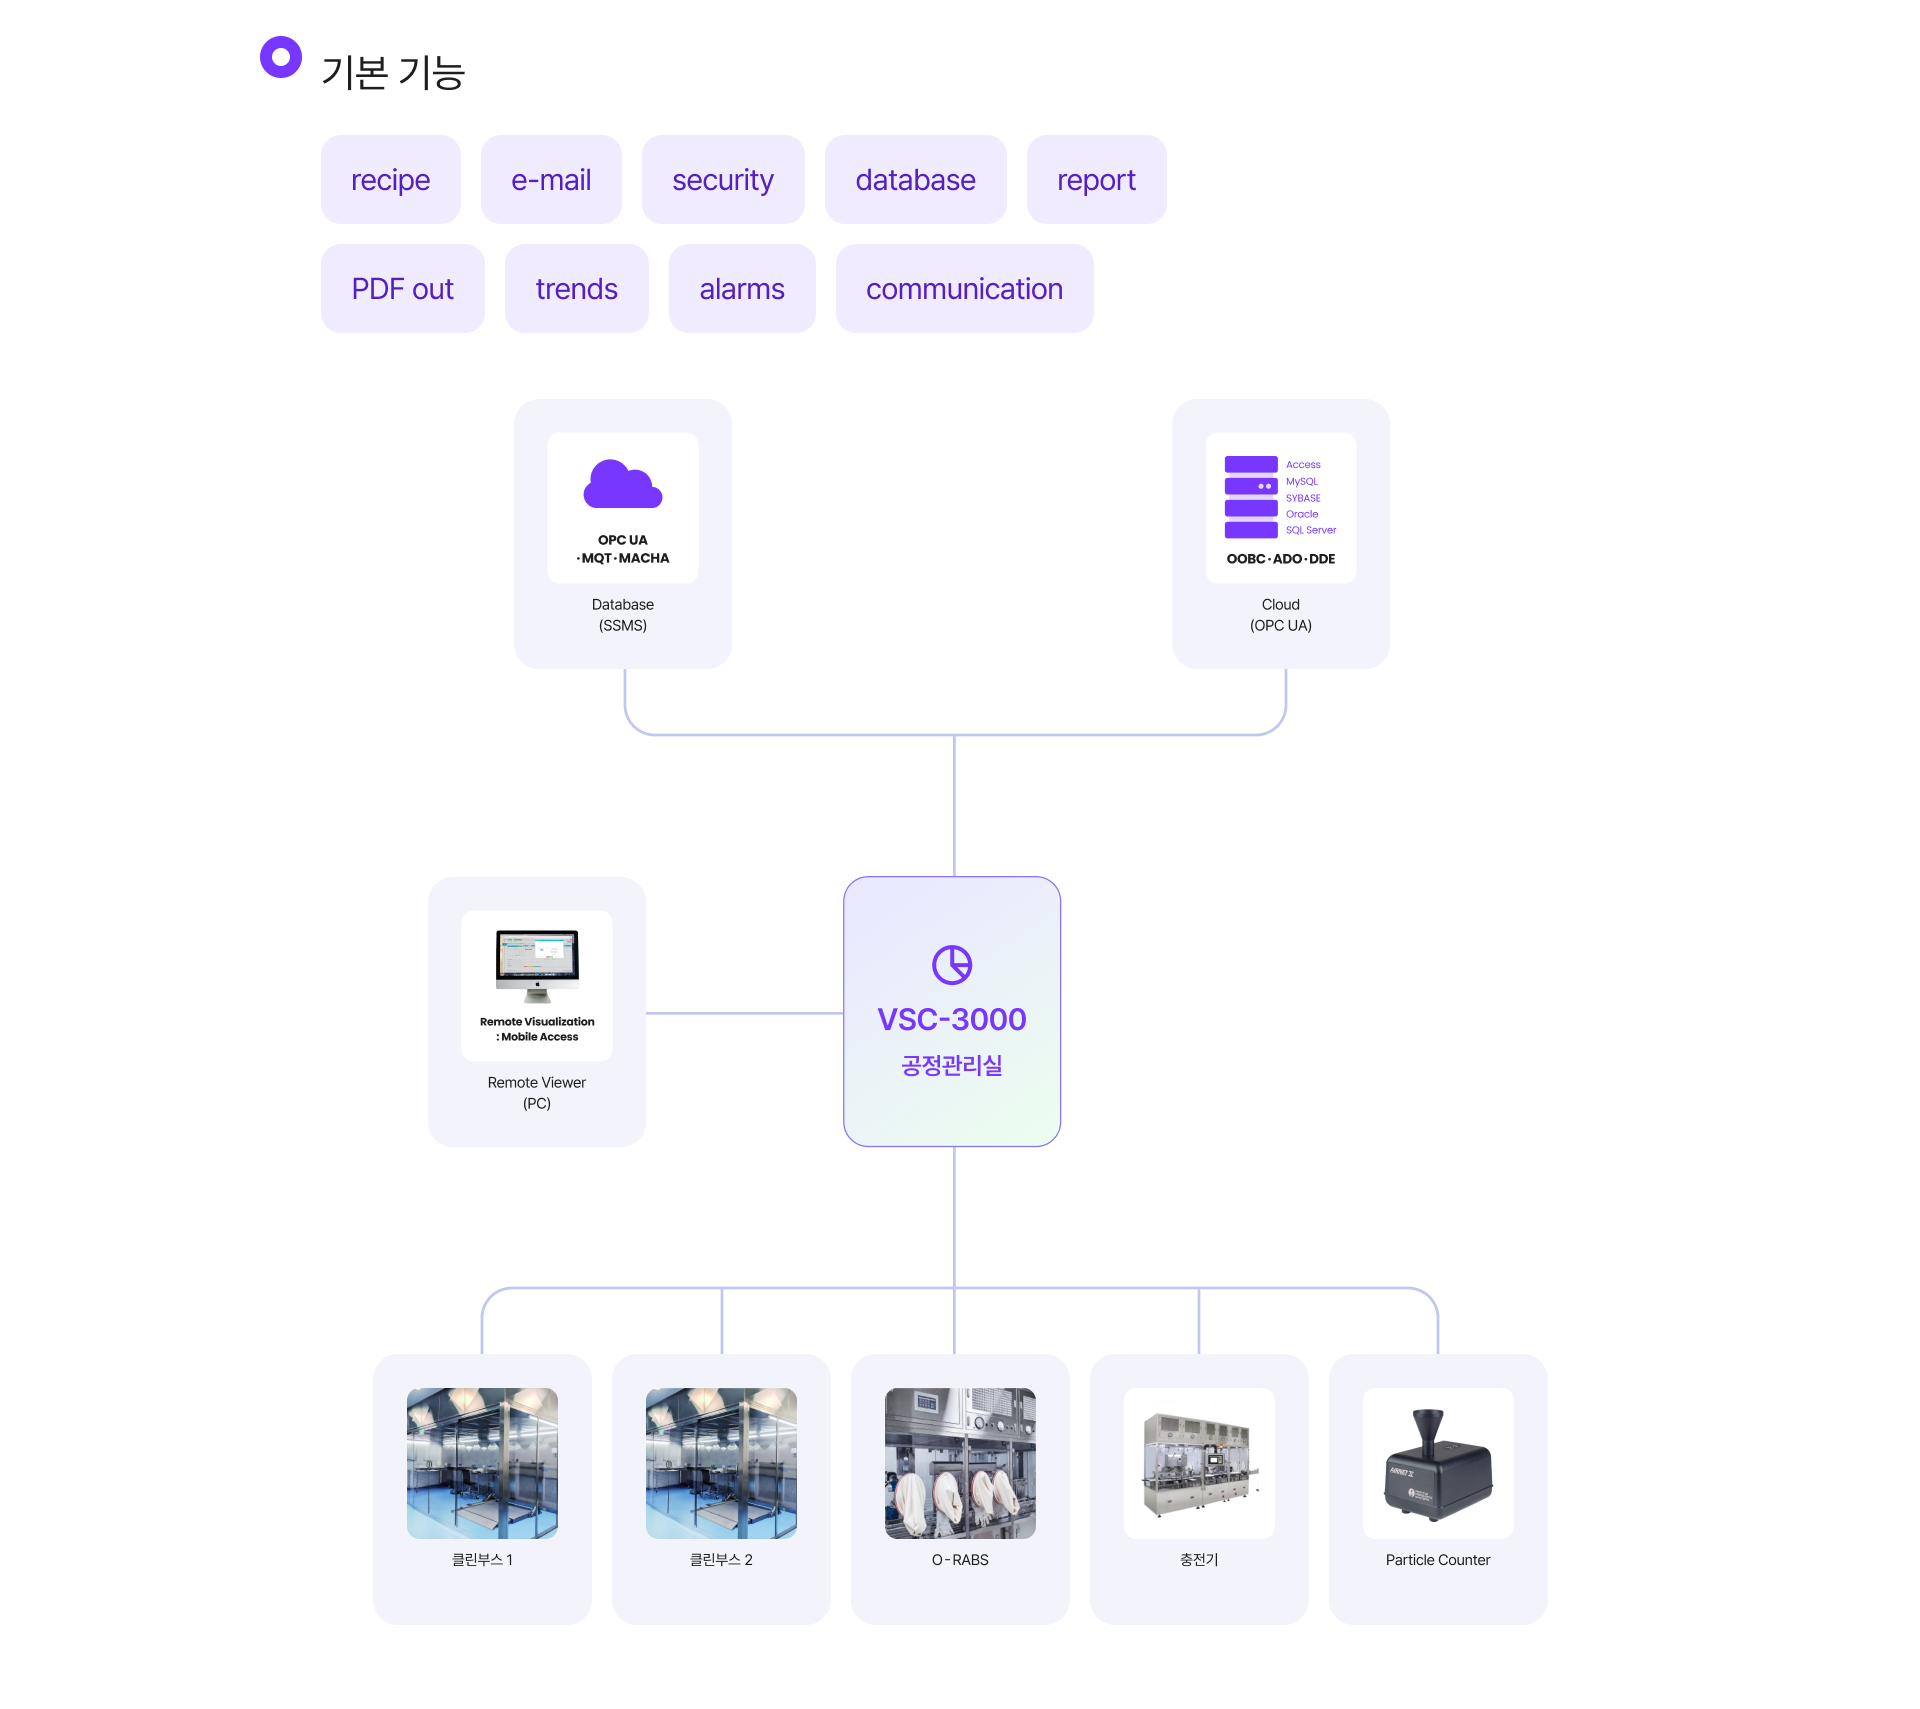 기본 기능
recipe
e-mail
security
database
report
PDF out
trends
alarms
communication
OPC UA
·MQT·MACHA
Database
(SSMS)
Access
MySQL
SYBASE
Oracle
SQL Server
OOBC·ADO·DDE
Cloud
(OPC UA)
Remote Visualization
: Mobile Access
Remote Viewer
(PC)
VSC-3000
공정관리실
클린부스 1
클린부스 2
O-RABS
충전기
AIRNET II
Particle Counter